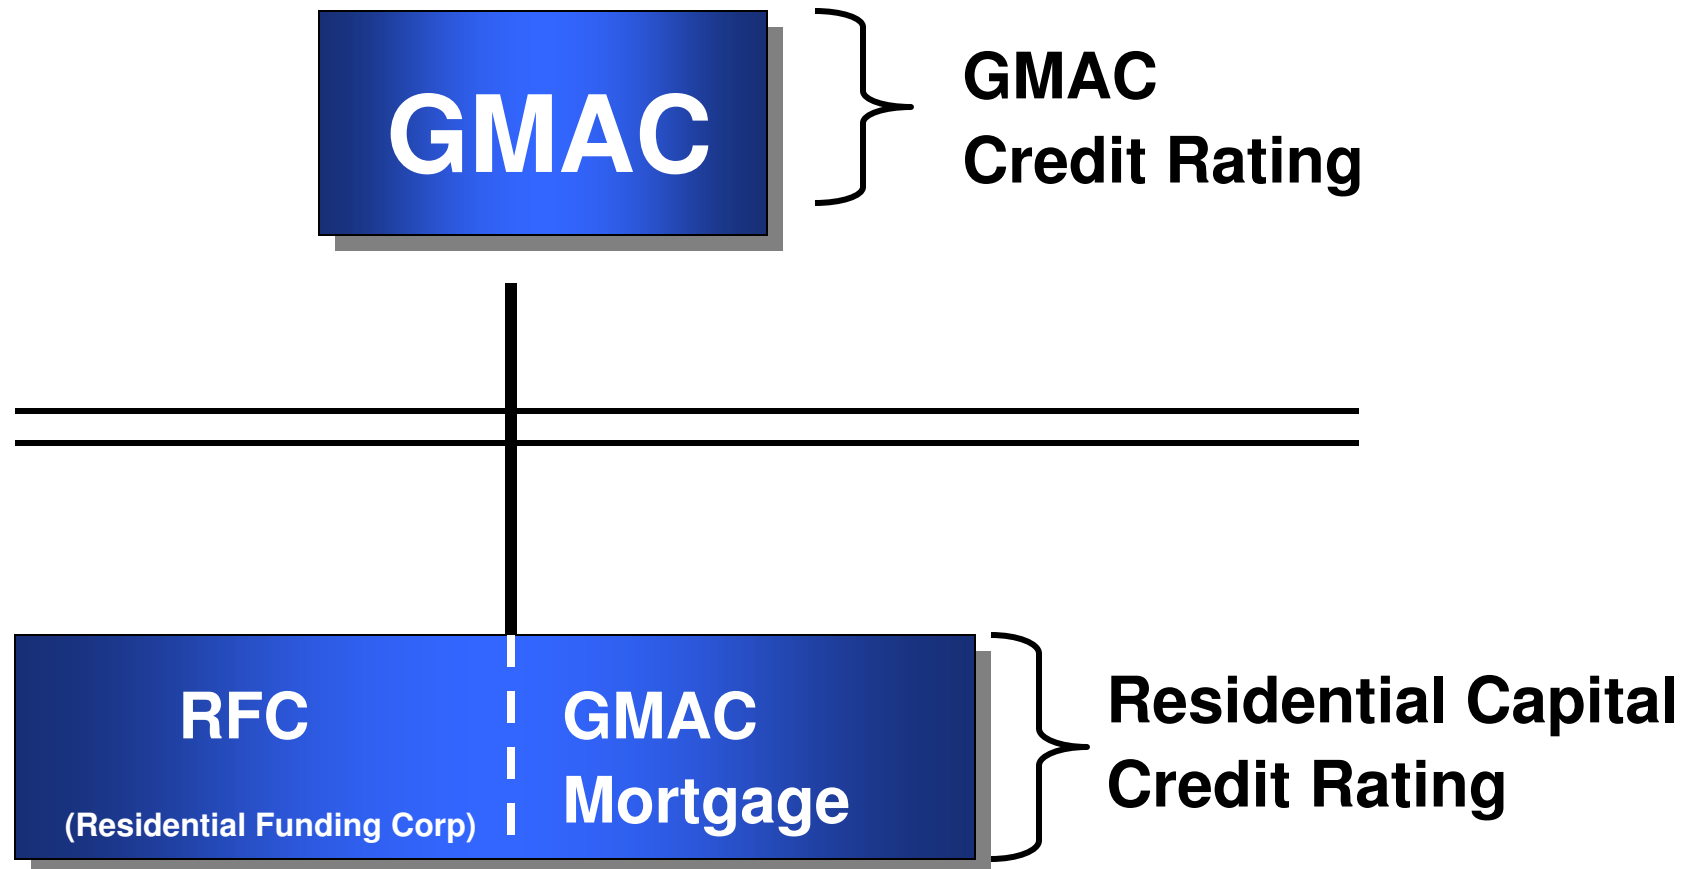 GMAC
GMAC
Credit Rating
RFC
(Residential Funding Corp)
GMAC
Mortgage
Residential Capital
Credit Rating